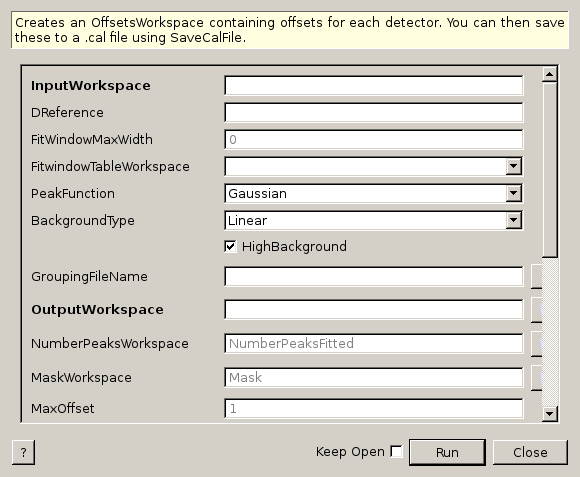 Creates an OffsetsWorkspace containing offsets for each detector. You can then save
these to a .cal file using SaveCalFile.
InputWorkspace
DReference
FitWindowMaxWidth 0
FitwindowTableWorkspace
PeakFunction Gaussian
BackgroundType Linear
HighBackground
GroupingFileName
OutputWorkspace
NumberPeaksWorkspace NumberPeaksFitted
MaskWorkspace Mask
MaxOffset 1
? Keep Open Run Close